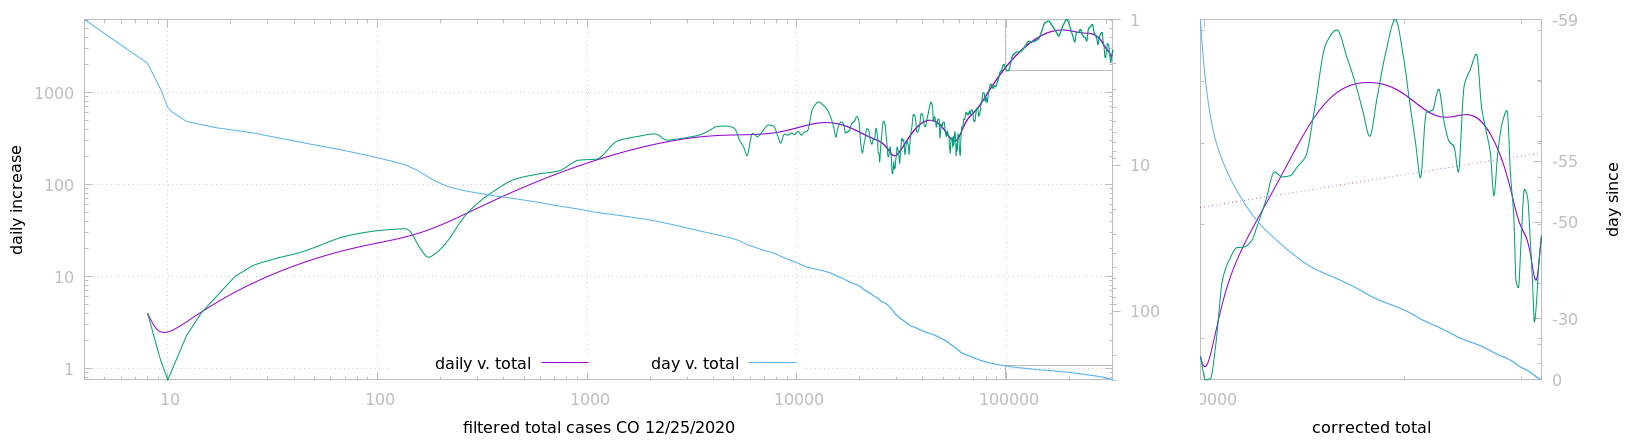 1 -59
1000
daily increase
10
100
10
1
100
daily v. total day v. total
-55
-50
-30
0
day since
10 100 1000 10000 100000
0000
filtered total cases CO 12/25/2020
corrected total